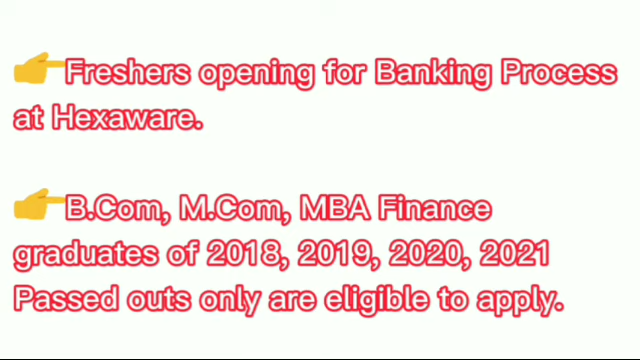 👉Freshers opening for Banking Process
at Hexaware.
👉B.Com, M.Com, MBA Finance
graduates of 2018, 2019, 2020, 2021
Passed outs only are eligible to apply.